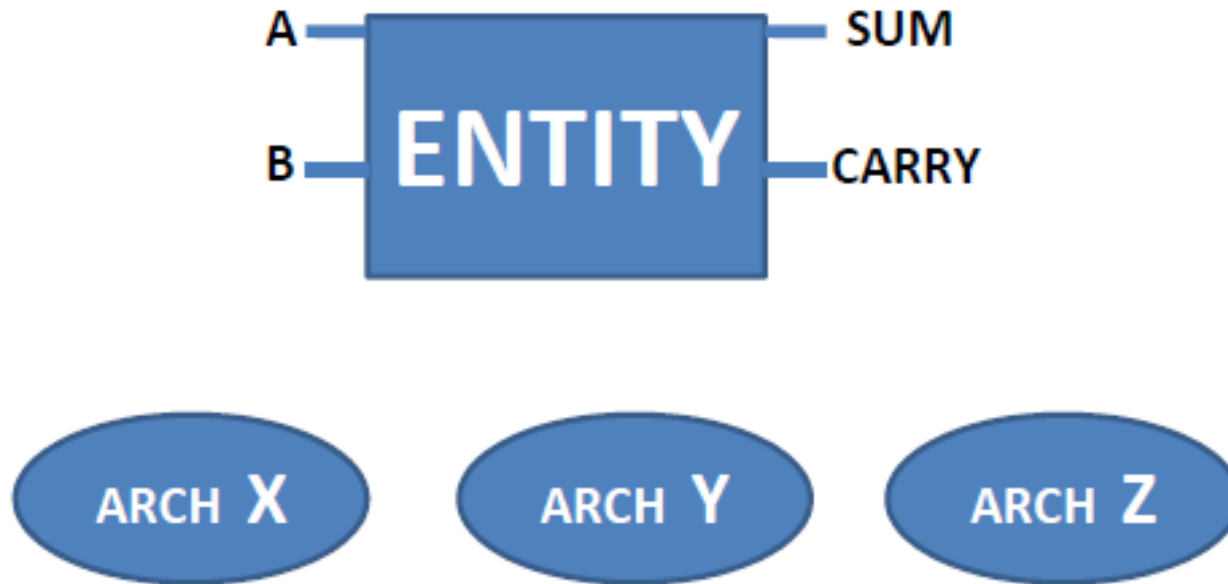 A
SUM
ENTITY
B
CARRY
ARCH X
ARCH Y
ARCH Z